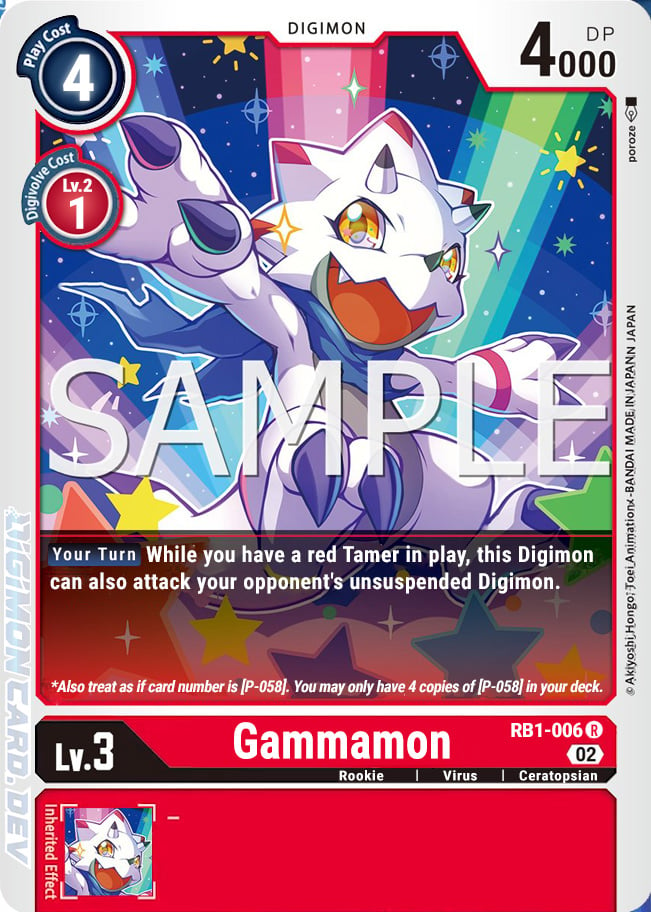 DIGIMON
Play Cost
4
DP
4000
Digivolve Cost
Lv.2
1
poroze
SAMPLE
Your Turn While you have a red Tamer in play, this Digimon
can also attack your opponent's unsuspended Digimon.
*Also treat as if card number is [P-058]. You may only have 4 copies of [P-058] in your deck.
© Akiyoshi Hongo, Toei Animation -BANDAI MADE IN JAPAN
DIGIMON CARD.DEV
Lv.3
Gammamon
RB1-006 R
02
Rookie | Virus | Ceratopsian
Inherited Effect
–